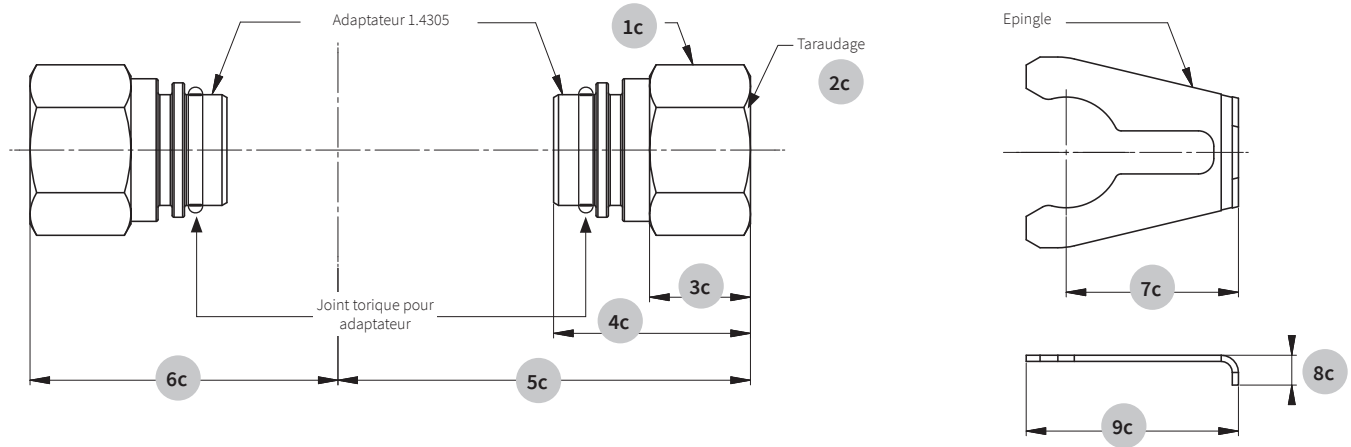 Adaptateur 1.4305
1c
Taraudage
2c
Epingle
3c
4c
Joint torique pour
adaptateur
5c
6c
7c
8c
9c